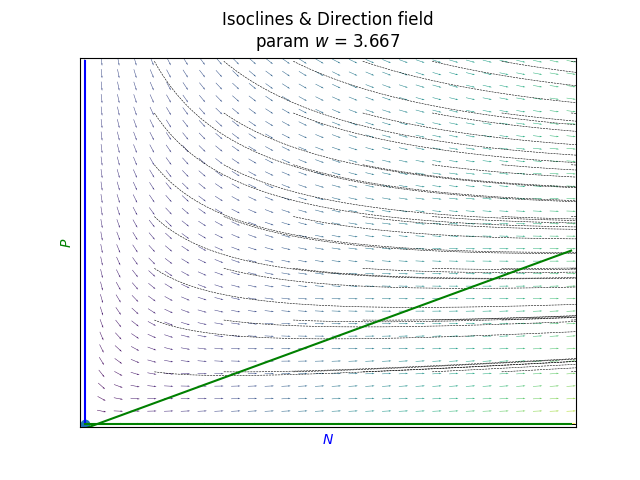 Isoclines & Direction field
param w = 3.667
P
N